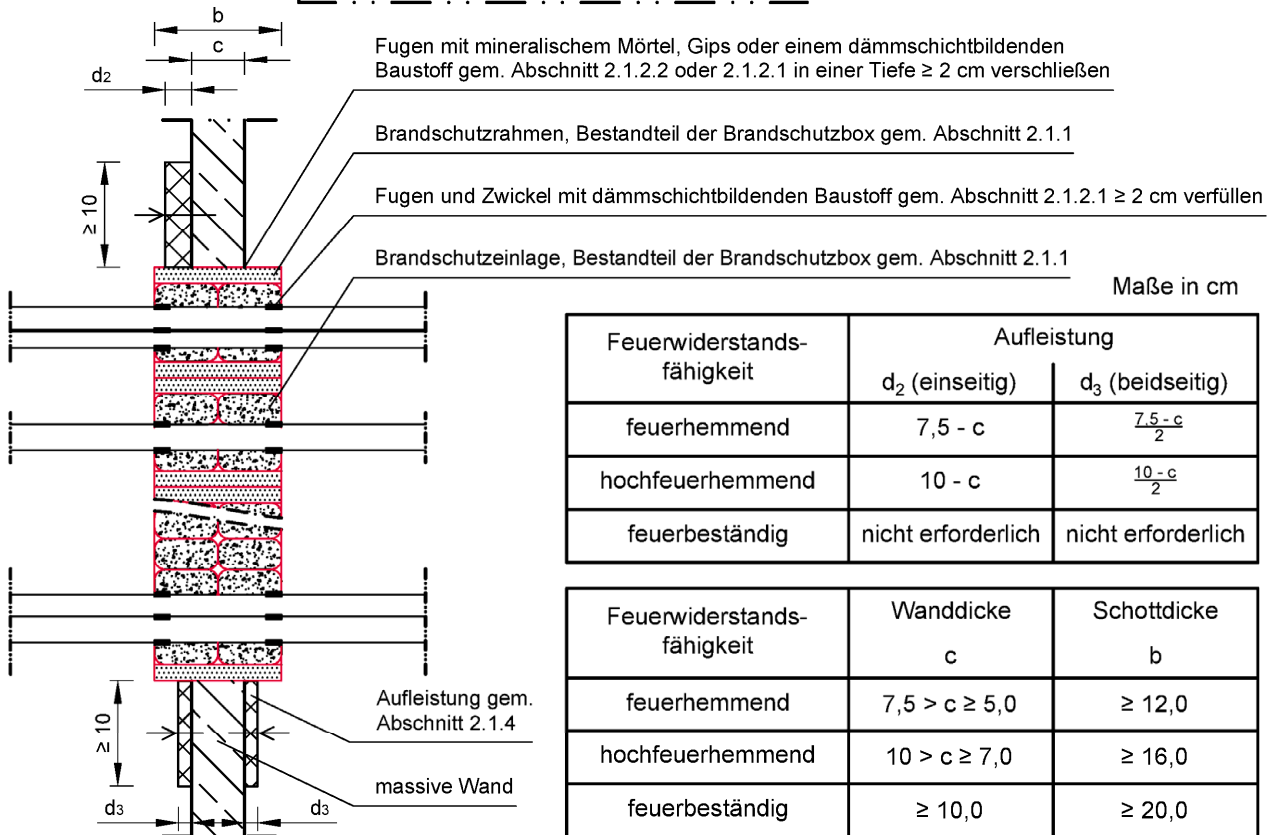 b
c
d2
Fugen mit mineralischem Mörtel, Gips oder einem dämmschichtbildenden
Baustoff gem. Abschnitt 2.1.2.2 oder 2.1.2.1 in einer Tiefe ≥ 2 cm verschließen
Brandschutzrahmen, Bestandteil der Brandschutzbox gem. Abschnitt 2.1.1
≥ 10
Fugen und Zwickel mit dämmschichtbildenden Baustoff gem. Abschnitt 2.1.2.1 ≥ 2 cm verfüllen
Brandschutzeinlage, Bestandteil der Brandschutzbox gem. Abschnitt 2.1.1
Maße in cm
Feuerwiderstands-
fähigkeit
Aufleistung
d2 (einseitig) d3 (beidseitig)
feuerhemmend 7,5 - c 7,5 - c / 2
hochfeuerhemmend 10 - c 10 - c / 2
feuerbeständig nicht erforderlich nicht erforderlich
Feuerwiderstands-
fähigkeit
Wanddicke Schottdicke
c b
feuerhemmend 7,5 > c ≥ 5,0 ≥ 12,0
hochfeuerhemmend 10 > c ≥ 7,0 ≥ 16,0
feuerbeständig ≥ 10,0 ≥ 20,0
≥ 10
Aufleistung gem.
Abschnitt 2.1.4
massive Wand
d3 d3